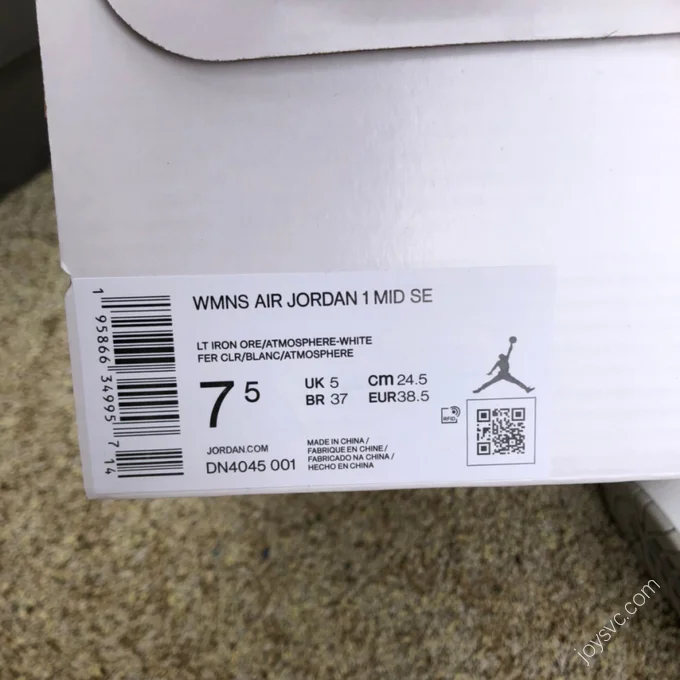 WMNS AIR JORDAN 1 MID SE
LT IRON ORE/ATMOSPHERE-WHITE
FER CLR/BLANC/ATMOSPHERE
7 5
UK 5
BR 37
cm 24.5
EUR38.5
JORDAN.COM
DN4045 001
MADE IN CHINA /
FABRIQUE EN CHINE /
FABRICADO NA CHINA /
HECHO EN CHINA
RFID
1 95866 34995 7 14
joysvc.com